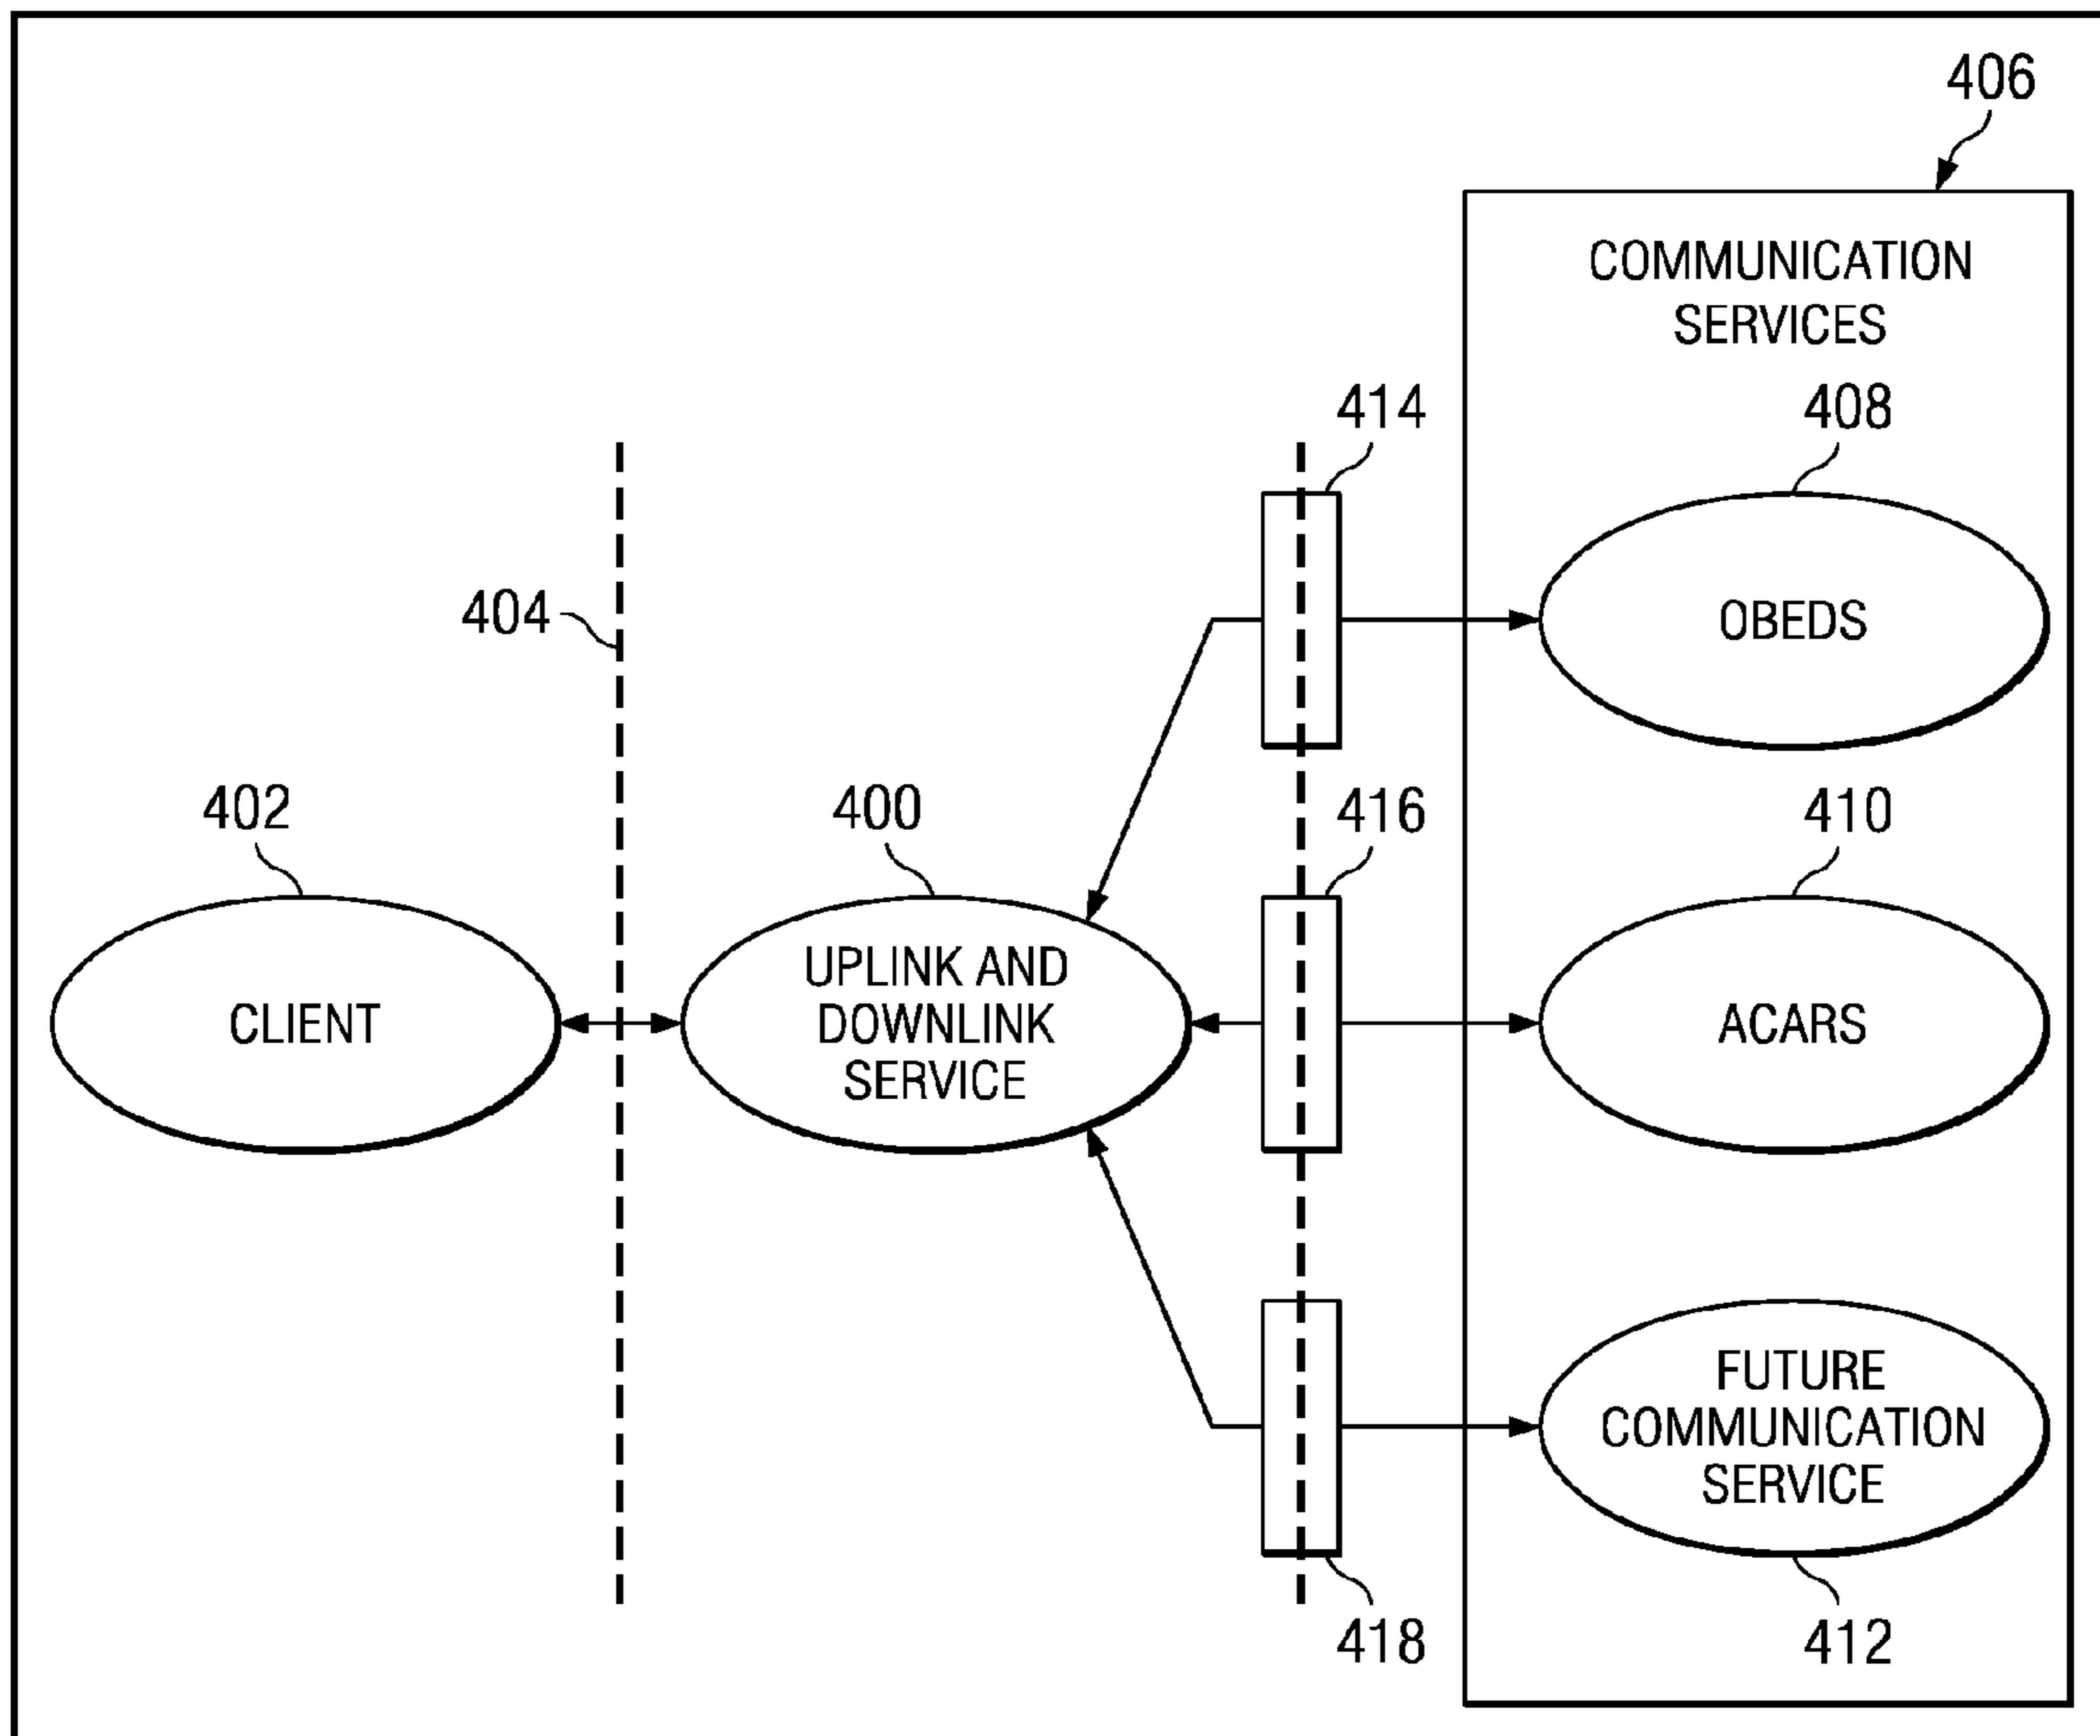 406
COMMUNICATION
SERVICES
414
408
404
OBEDS
402
400
416
410
CLIENT
UPLINK AND
DOWNLINK
SERVICE
ACARS
FUTURE
COMMUNICATION
SERVICE
418
412